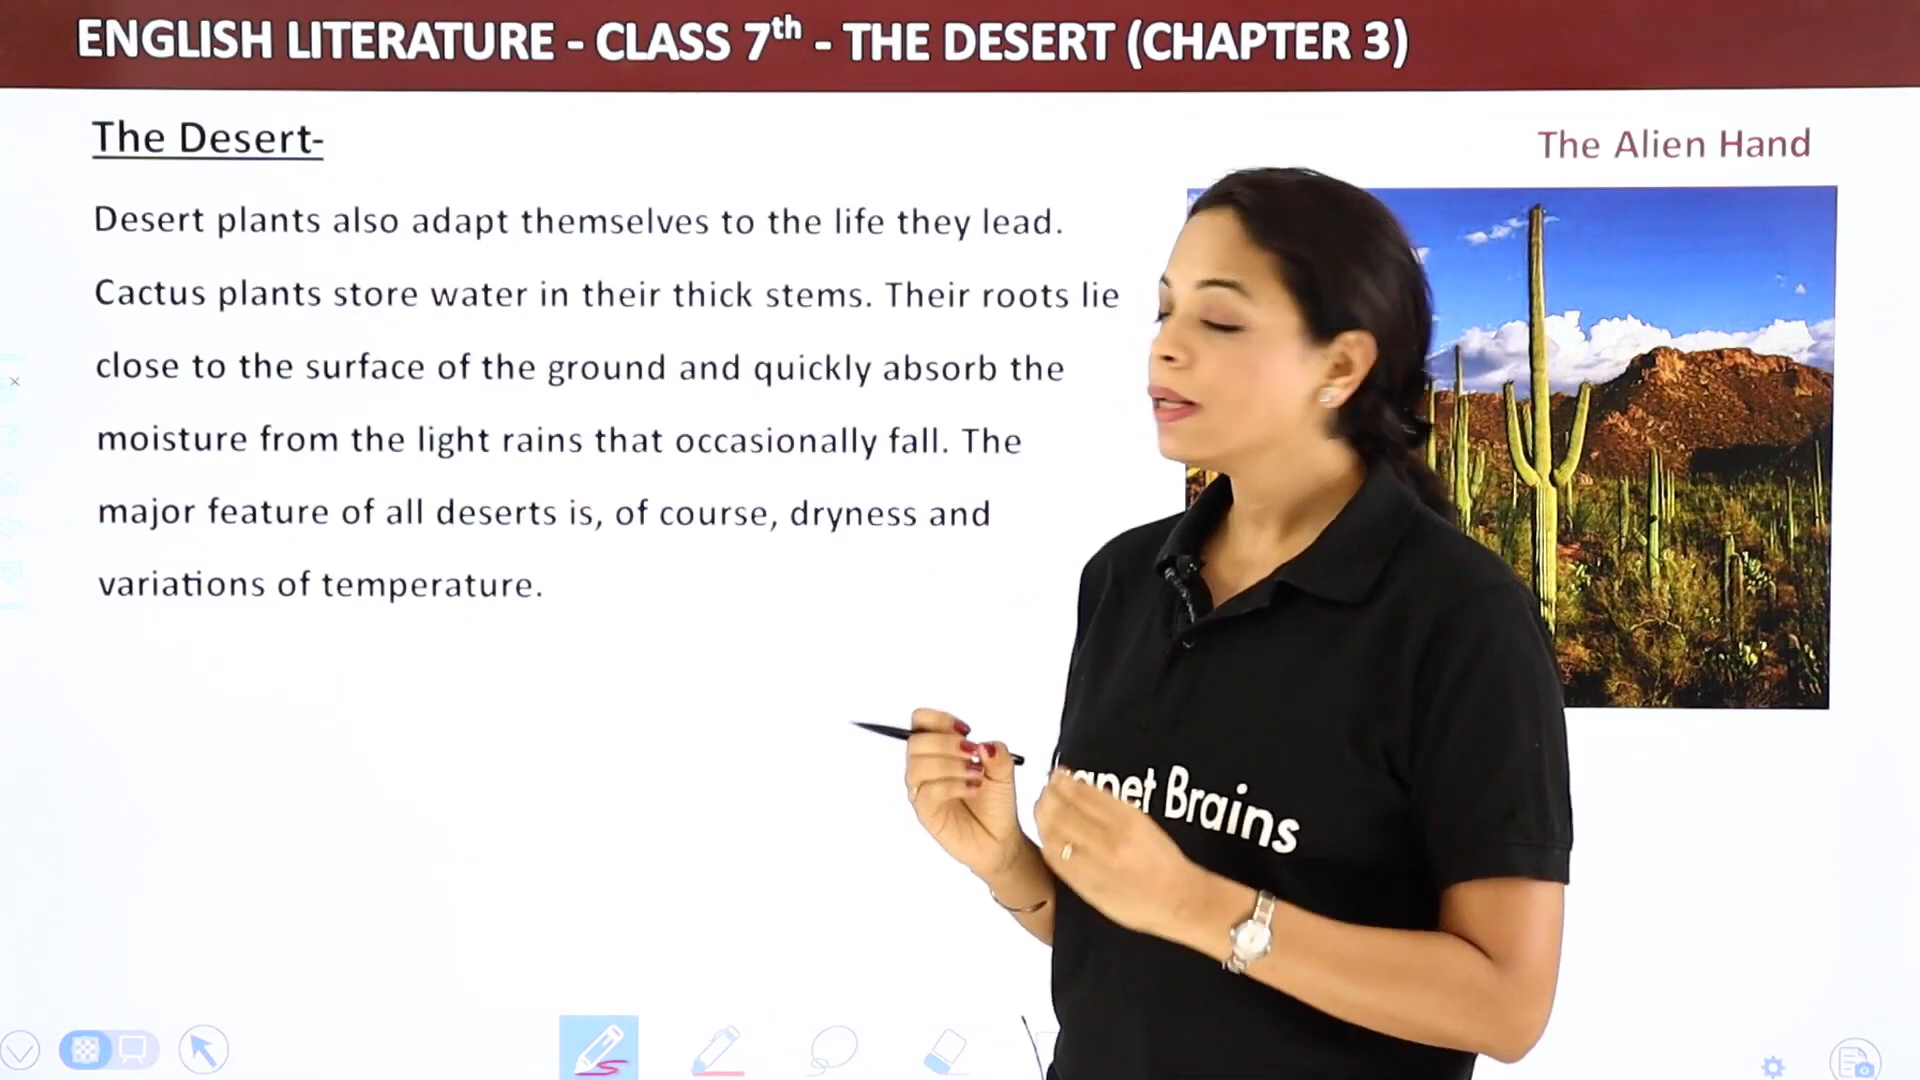 ENGLISH LITERATURE - CLASS 7th - THE DESERT (CHAPTER 3)
The Desert-
The Alien Hand
Desert plants also adapt themselves to the life they lead.
Cactus plants store water in their thick stems. Their roots lie
close to the surface of the ground and quickly absorb the
moisture from the light rains that occasionally fall. The
major feature of all deserts is, of course, dryness and
variations of temperature.
Brains